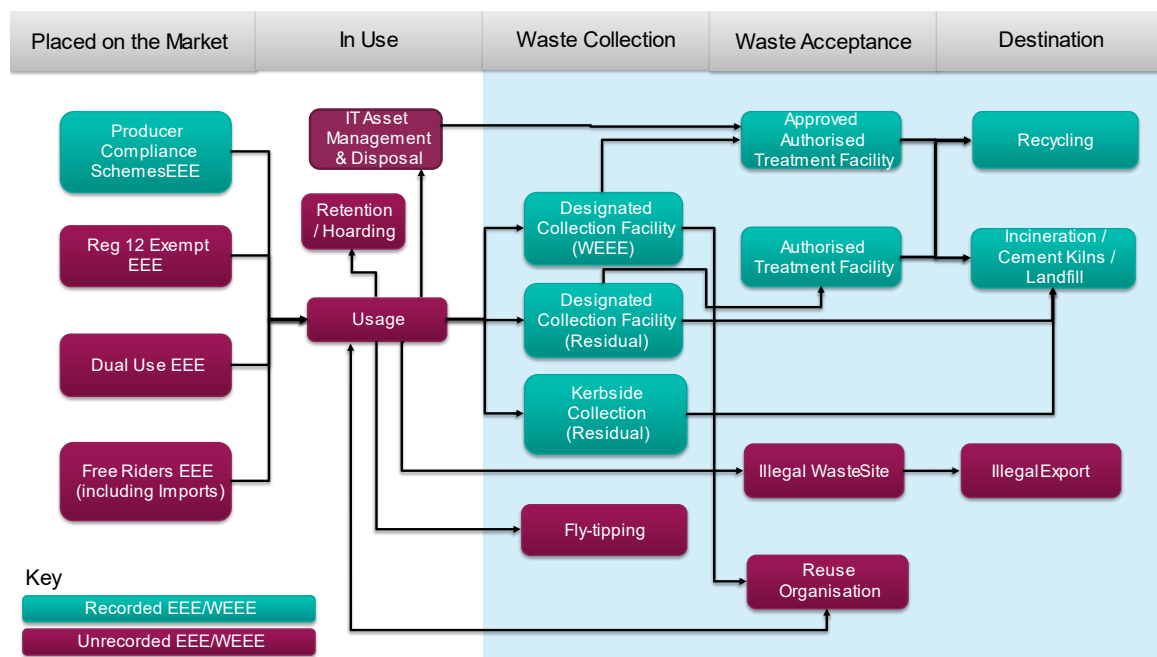 Placed on the Market
In Use
Waste Collection
Waste Acceptance
Destination
Producer
Compliance
SchemesEEE
IT Asset
Management
& Disposal
Approved
Authorised
Treatment Facility
Recycling
Retention
/ Hoarding
Designated
Collection Facility
(WEEE)
Reg 12 Exempt
EEE
Authorised
Treatment Facility
Incineration /
Cement Kilns /
Landfill
Usage
Designated
Collection Facility
(Residual)
Dual Use EEE
Kerbside
Collection
(Residual)
Free Riders EEE
(including Imports)
Illegal WasteSite
IllegalExport
Fly-tipping
Reuse
Organisation
Key
Recorded EEE/WEEE
Unrecorded EEE/WEEE